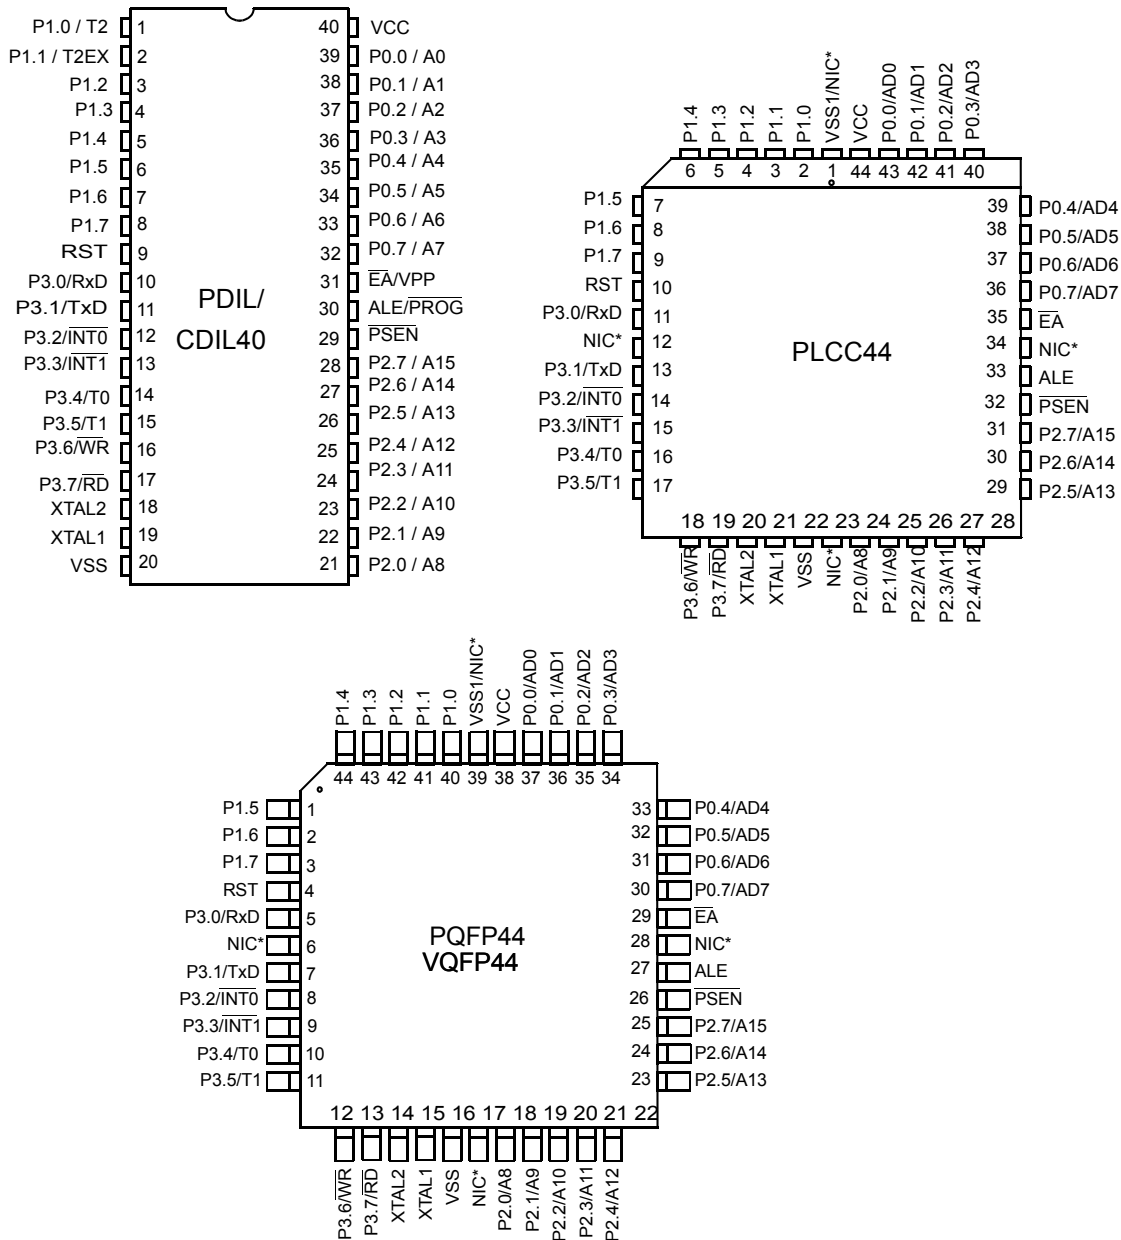 P1.0 / T2 1 40 VCC
P1.1 / T2EX 2 39 P0.0 / A0
P1.2 3 38 P0.1 / A1
P1.3 4 37 P0.2 / A2
P1.4 5 36 P0.3 / A3
P1.5 6 35 P0.4 / A4
P1.6 7 34 P0.5 / A5
P1.7 8 33 P0.6 / A6
RST 9 32 P0.7 / A7
P3.0/RxD 10 31 EA/VPP
P3.1/TxD 11 30 ALE/PROG
P3.2/INT0 12 29 PSEN
P3.3/INT1 13 28 P2.7 / A15
P3.4/T0 14 27 P2.6 / A14
P3.5/T1 15 26 P2.5 / A13
P3.6/WR 16 25 P2.4 / A12
P3.7/RD 17 24 P2.3 / A11
XTAL2 18 23 P2.2 / A10
XTAL1 19 22 P2.1 / A9
VSS 20 21 P2.0 / A8
PDIL/
CDIL40
P1.4 P1.3 P1.2 P1.1 P1.0 VSS1/NIC* VCC P0.0/AD0 P0.1/AD1 P0.2/AD2 P0.3/AD3
6 5 4 3 2 1 44 43 42 41 40
P1.5 7 39 P0.4/AD4
P1.6 8 38 P0.5/AD5
P1.7 9 37 P0.6/AD6
RST 10 36 P0.7/AD7
P3.0/RxD 11 35 EA
NIC* 12 34 NIC*
P3.1/TxD 13 33 ALE
P3.2/INT0 14 32 PSEN
P3.3/INT1 15 31 P2.7/A15
P3.4/T0 16 30 P2.6/A14
P3.5/T1 17 29 P2.5/A13
PLCC44
18 19 20 21 22 23 24 25 26 27 28
P3.6/WR P3.7/RD XTAL2 XTAL1 VSS NIC* P2.0/A8 P2.1/A9 P2.2/A10 P2.3/A11 P2.4/A12
P1.4 P1.3 P1.2 P1.1 P1.0 VSS1/NIC* VCC P0.0/AD0 P0.1/AD1 P0.2/AD2 P0.3/AD3
44 43 42 41 40 39 38 37 36 35 34
P1.5 1 33 P0.4/AD4
P1.6 2 32 P0.5/AD5
P1.7 3 31 P0.6/AD6
RST 4 30 P0.7/AD7
P3.0/RxD 5 29 EA
NIC* 6 28 NIC*
P3.1/TxD 7 27 ALE
P3.2/INT0 8 26 PSEN
P3.3/INT1 9 25 P2.7/A15
P3.4/T0 10 24 P2.6/A14
P3.5/T1 11 23 P2.5/A13
PQFP44
VQFP44
12 13 14 15 16 17 18 19 20 21 22
P3.6/WR P3.7/RD XTAL2 XTAL1 VSS NIC* P2.0/A8 P2.1/A9 P2.2/A10 P2.3/A11 P2.4/A12